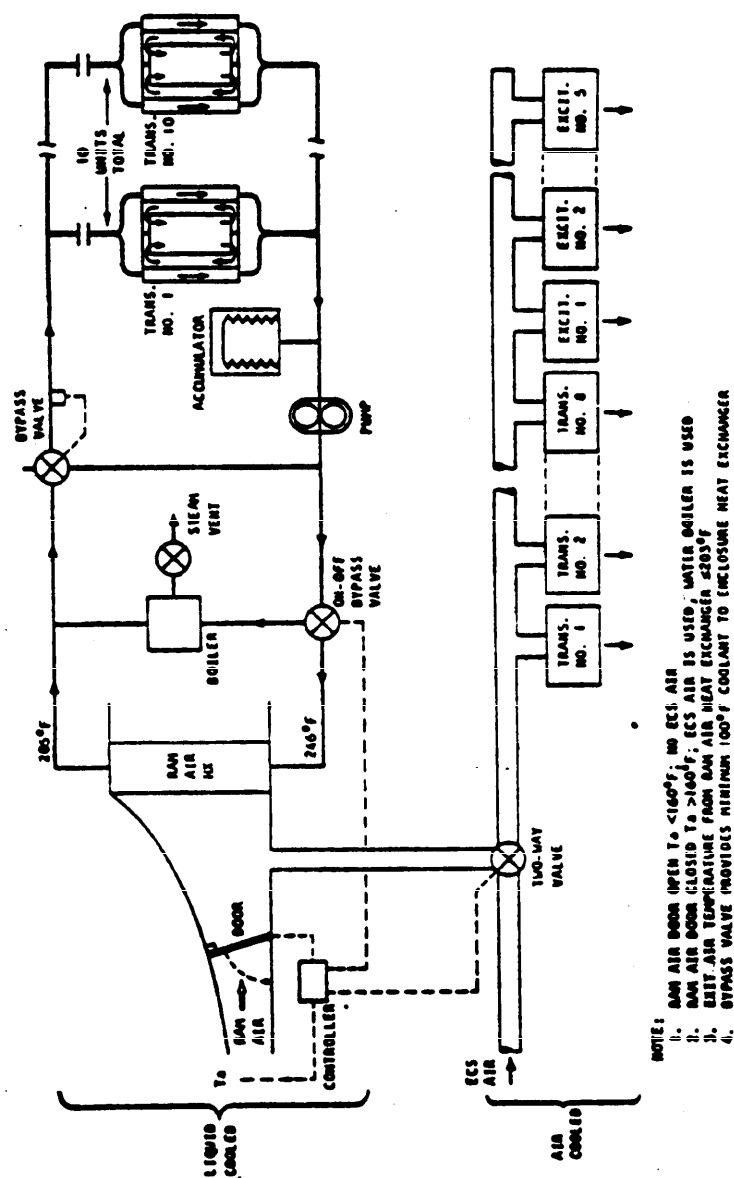 LIQUID
COOLED
Ta
RAM
AIR
DOOR
CONTROLLER
RAM
AIR
HX
205°F
246°F
BOILER
STEAM
VENT
ON-OFF
BYPASS
VALVE
BYPASS
VALVE
ACCUMULATOR
PUMP
TRANS.
NO. 1
10
UNITS
TOTAL
TRANS.
NO. 10
AIR
COOLED
ECS
AIR
TWO-WAY
VALVE
TRANS.
NO. 1
TRANS.
NO. 2
TRANS.
NO. 8
EXCIT.
NO. 1
EXCIT.
NO. 2
EXCIT.
NO. 5
NOTE:
1. RAM AIR DOOR OPEN Ta <160°F; NO ECS AIR
2. RAM AIR DOOR CLOSED Ta >160°F; ECS AIR IS USED, WATER BOILER IS USED
3. EXIT AIR TEMPERATURE FROM RAM AIR HEAT EXCHANGER ≤205°F
4. BYPASS VALVE PROVIDES MINIMUM 100°F COOLANT TO ENCLOSURE HEAT EXCHANGER